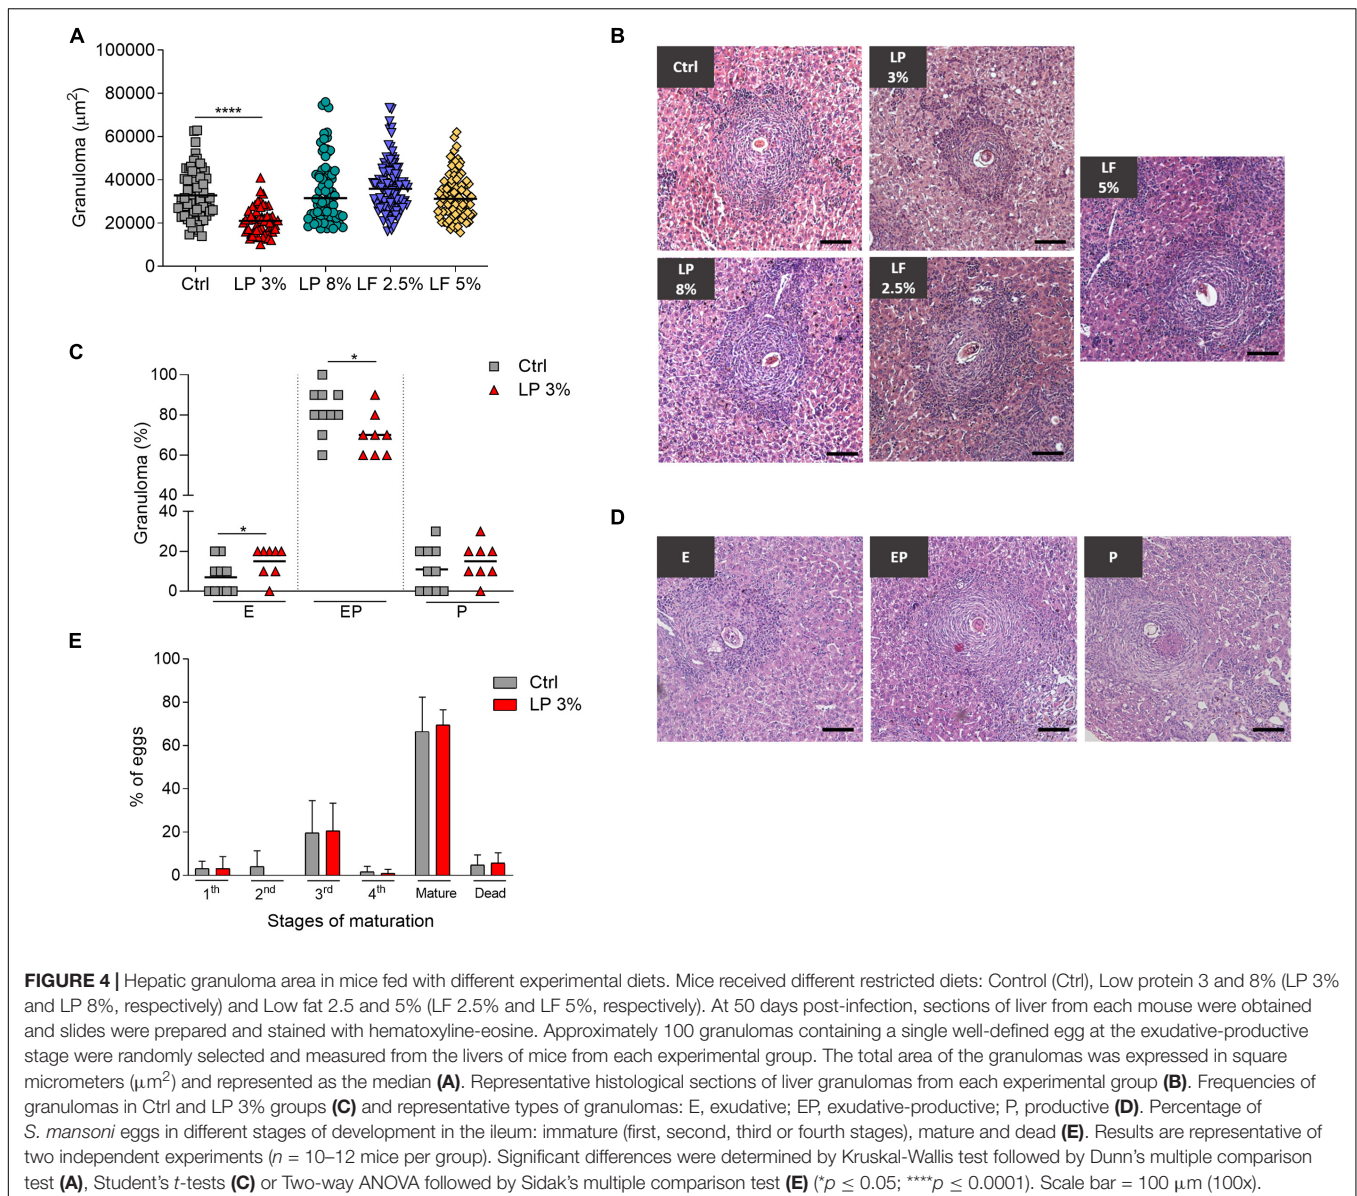 A
Granuloma (μm²)
100000
80000
60000
40000
20000
0
****
Ctrl LP 3% LP 8% LF 2.5% LF 5%
B
Ctrl
LP
3%
LF
5%
LP
8%
LF
2.5%
C
Granuloma (%)
100
80
60
40
40
20
0
*
*
Ctrl
LP 3%
E EP P
D
E
EP
P
E
% of eggs
100
80
60
40
20
0
Ctrl
LP 3%
1th 2nd 3rd 4th Mature Dead
Stages of maturation
FIGURE 4 | Hepatic granuloma area in mice fed with different experimental diets. Mice received different restricted diets: Control (Ctrl), Low protein 3 and 8% (LP 3%
and LP 8%, respectively) and Low fat 2.5 and 5% (LF 2.5% and LF 5%, respectively). At 50 days post-infection, sections of liver from each mouse were obtained
and slides were prepared and stained with hematoxyline-eosine. Approximately 100 granulomas containing a single well-defined egg at the exudative-productive
stage were randomly selected and measured from the livers of mice from each experimental group. The total area of the granulomas was expressed in square
micrometers (μm²) and represented as the median (A). Representative histological sections of liver granulomas from each experimental group (B). Frequencies of
granulomas in Ctrl and LP 3% groups (C) and representative types of granulomas: E, exudative; EP, exudative-productive; P, productive (D). Percentage of
S. mansoni eggs in different stages of development in the ileum: immature (first, second, third or fourth stages), mature and dead (E). Results are representative of
two independent experiments (n = 10–12 mice per group). Significant differences were determined by Kruskal-Wallis test followed by Dunn's multiple comparison
test (A), Student's t-tests (C) or Two-way ANOVA followed by Sidak's multiple comparison test (E) (*p ≤ 0.05; ****p ≤ 0.0001). Scale bar = 100 μm (100x).